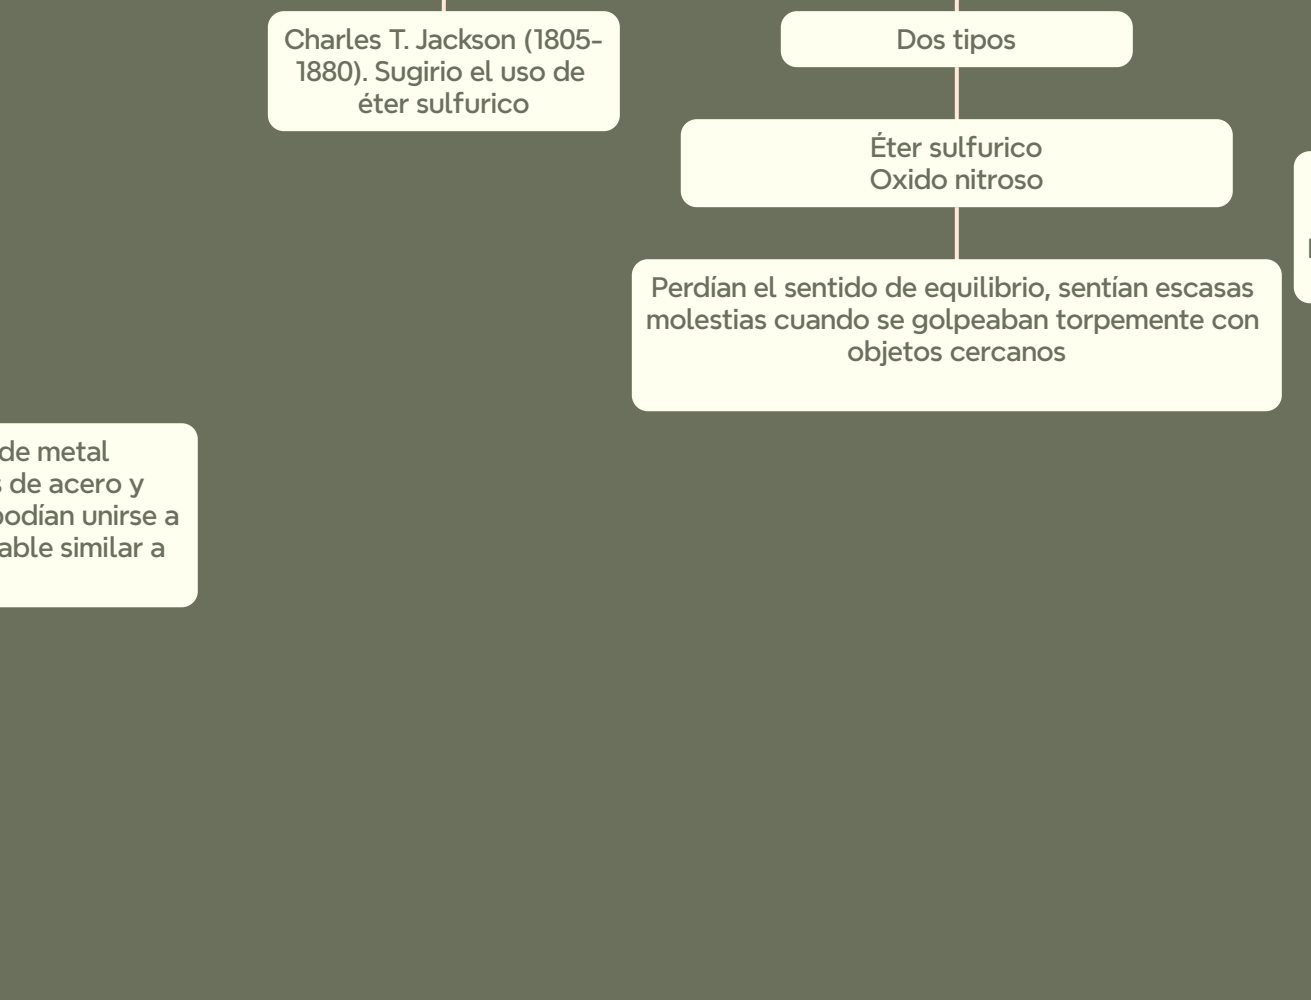 Charles T. Jackson (1805-
1880). Sugirio el uso de
éter sulfurico
Dos tipos
Éter sulfurico
Oxido nitroso
Perdían el sentido de equilibrio, sentían escasas
molestias cuando se golpeaban torpemente con
objetos cercanos
de metal
de acero y
podían unirse a
similar a